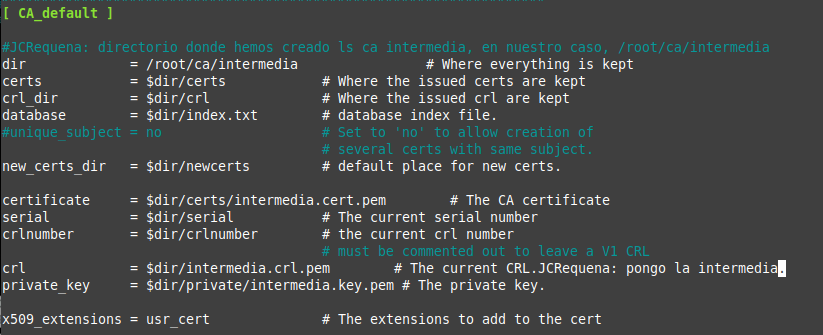 [ CA_default ]
#JCRequena: directorio donde hemos creado ls ca intermedia, en nuestro caso, /root/ca/intermedia
dir             = /root/ca/intermedia                # Where everything is kept
certs           = $dir/certs            # Where the issued certs are kept
crl_dir         = $dir/crl              # Where the issued crl are kept
database        = $dir/index.txt        # database index file.
#unique_subject = no                    # Set to 'no' to allow creation of
                                        # several certs with same subject.
new_certs_dir   = $dir/newcerts         # default place for new certs.
certificate     = $dir/certs/intermedia.cert.pem        # The CA certificate
serial          = $dir/serial           # The current serial number
crlnumber       = $dir/crlnumber        # the current crl number
                                        # must be commented out to leave a V1 CRL
crl             = $dir/intermedia.crl.pem        # The current CRL.JCRequena: pongo la intermedia.
private_key     = $dir/private/intermedia.key.pem # The private key.
x509_extensions = usr_cert              # The extensions to add to the cert